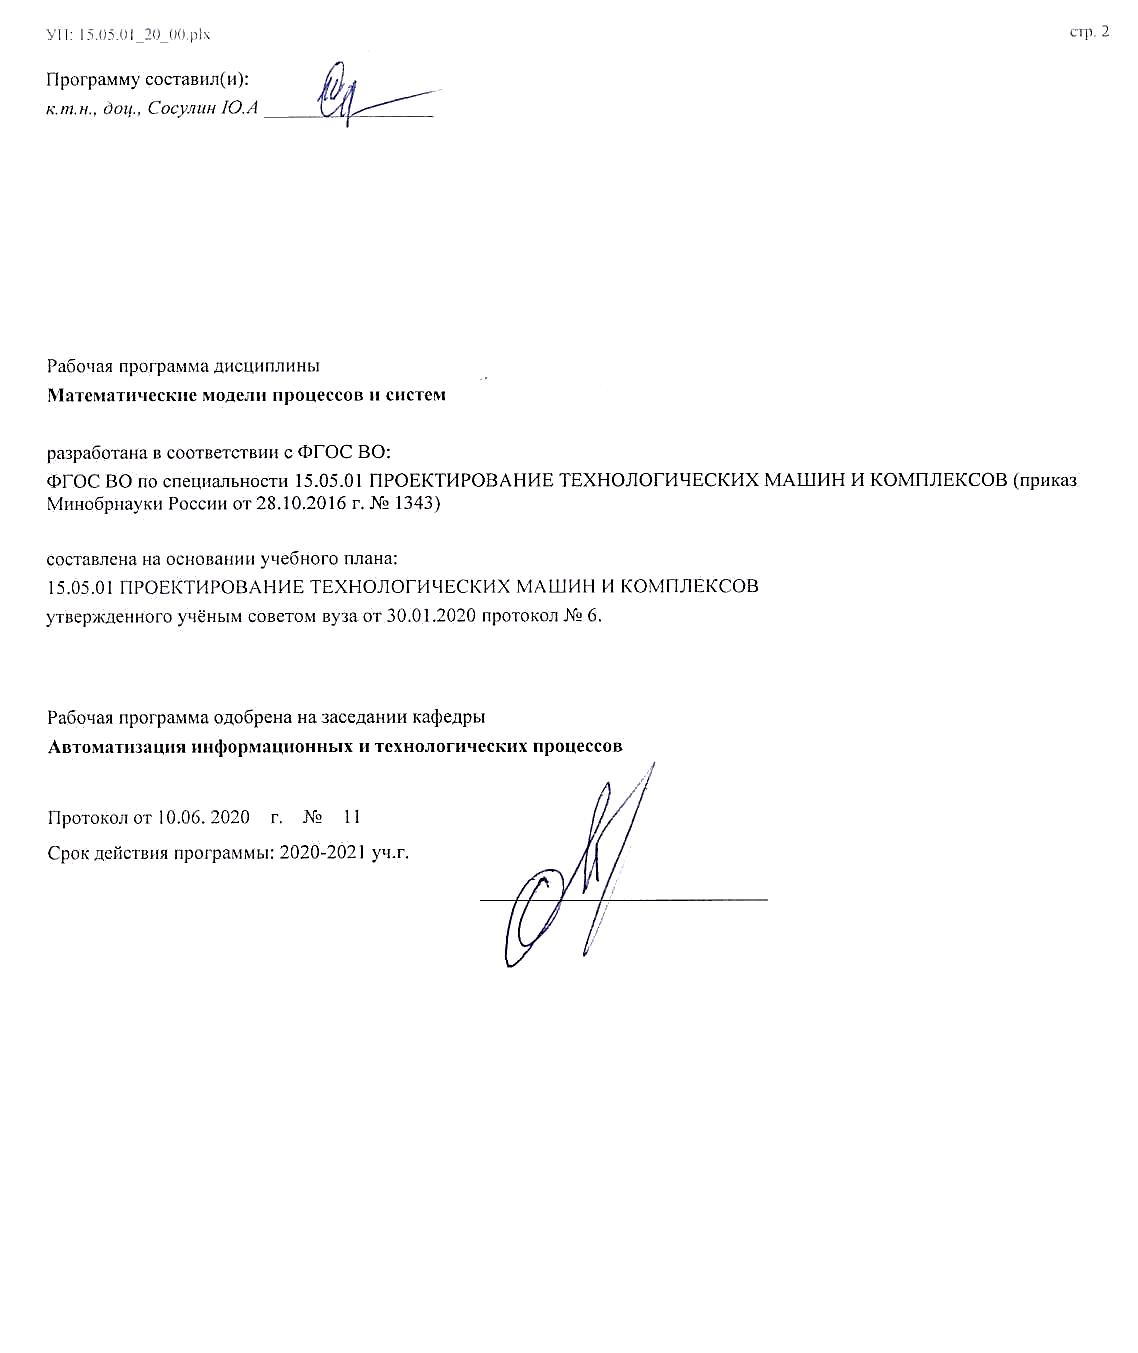 УП: 15.05.01_20_00.plx
стр. 2
Программу составил(и):
к.т.н., доц., Сосулин Ю.А
Рабочая программа дисциплины
Математические модели процессов и систем
разработана в соответствии с ФГОС ВО:
ФГОС ВО по специальности 15.05.01 ПРОЕКТИРОВАНИЕ ТЕХНОЛОГИЧЕСКИХ МАШИН И КОМПЛЕКСОВ (приказ
Минобрнауки России от 28.10.2016 г. № 1343)
составлена на основании учебного плана:
15.05.01 ПРОЕКТИРОВАНИЕ ТЕХНОЛОГИЧЕСКИХ МАШИН И КОМПЛЕКСОВ
утвержденного учёным советом вуза от 30.01.2020 протокол № 6.
Рабочая программа одобрена на заседании кафедры
Автоматизация информационных и технологических процессов
Протокол от 10.06. 2020 г. № 11
Срок действия программы: 2020-2021 уч.г.